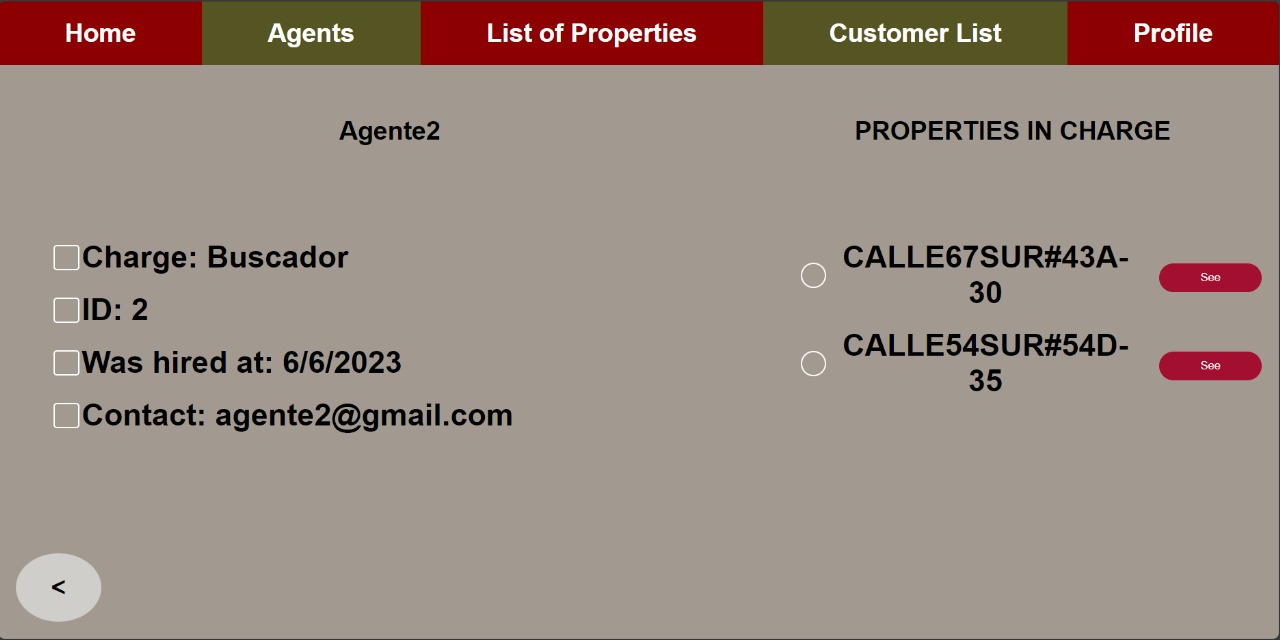 Home
Agents
List of Properties
Customer List
Profile
Agente2
PROPERTIES IN CHARGE
Charge: Buscador
ID: 2
Was hired at: 6/6/2023
Contact: agente2@gmail.com
CALLE67SUR#43A-
30
See
CALLE54SUR#54D-
35
See
<